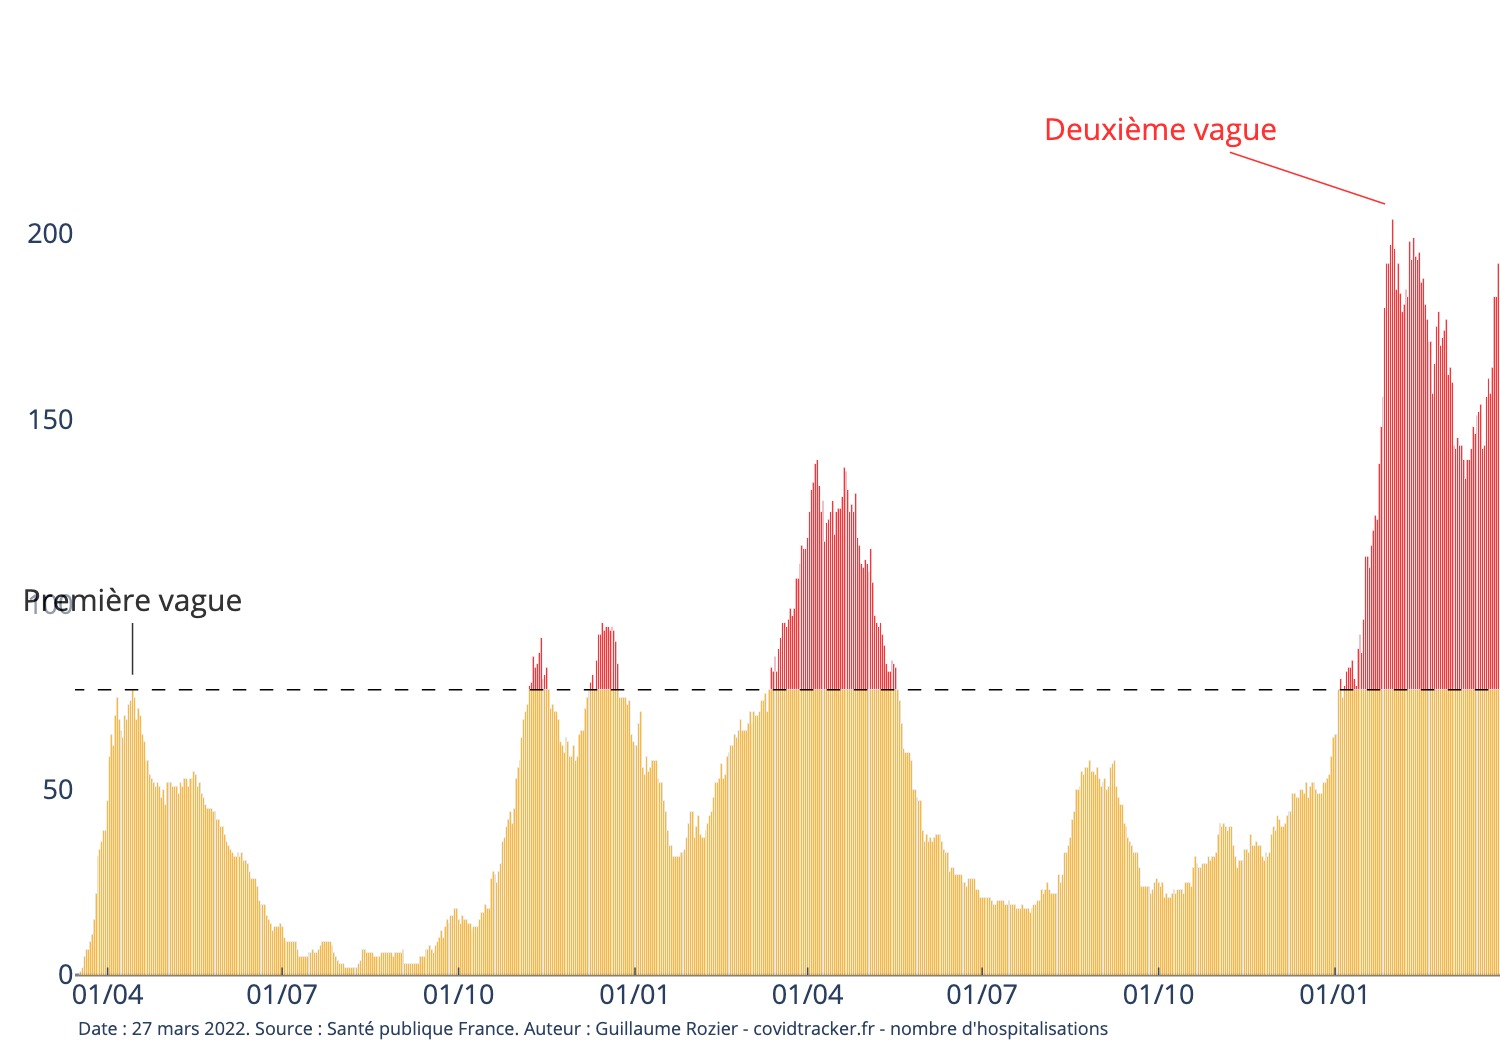 Deuxième vague
200
150
100
Première vague
50
0
01/04 01/07 01/10 01/01 01/04 01/07 01/10 01/01
Date : 27 mars 2022. Source : Santé publique France. Auteur : Guillaume Rozier - covidtracker.fr - nombre d'hospitalisations